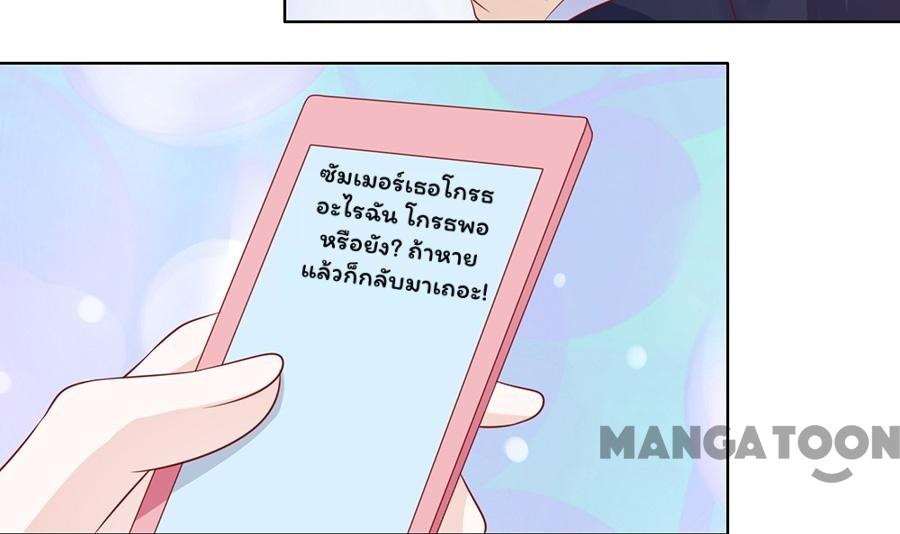 ซัมเมอร์เธอโกรธ
อะไรฉัน โกรธพอ
หรือยัง? ถ้าหาย
แล้วก็กลับมาเถอะ!
MANGATOON